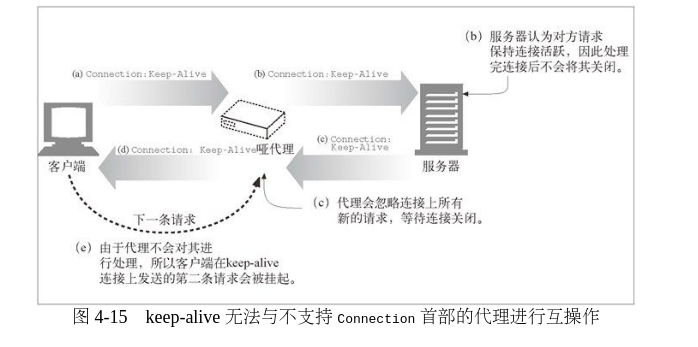 (b) 服务器认为对方请求
保持连接活跃，因此处理
完连接后不会将其关闭。
(a) Connection:Keep-Alive
(b) Connection:Keep-Alive
(d) Connection: Keep-Alive
哑代理
(c) Connection:
Keep-Alive
客户端
服务器
下一条请求
(c) 代理会忽略连接上所有
新的请求，等待连接关闭。
(e) 由于代理不会对其进
行处理，所以客户端在keep-alive
连接上发送的第二条请求会被挂起。
图 4-15 keep-alive 无法与不支持 Connection 首部的代理进行互操作